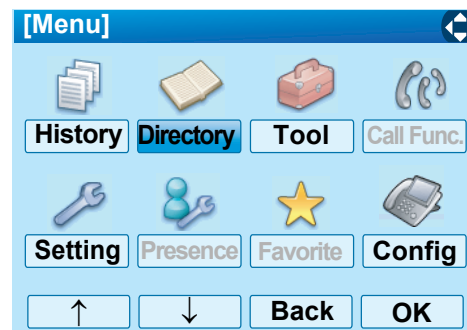 [Menu]
History Directory Tool Call Func.
Setting Presence Favorite Config
↑ ↓ Back OK